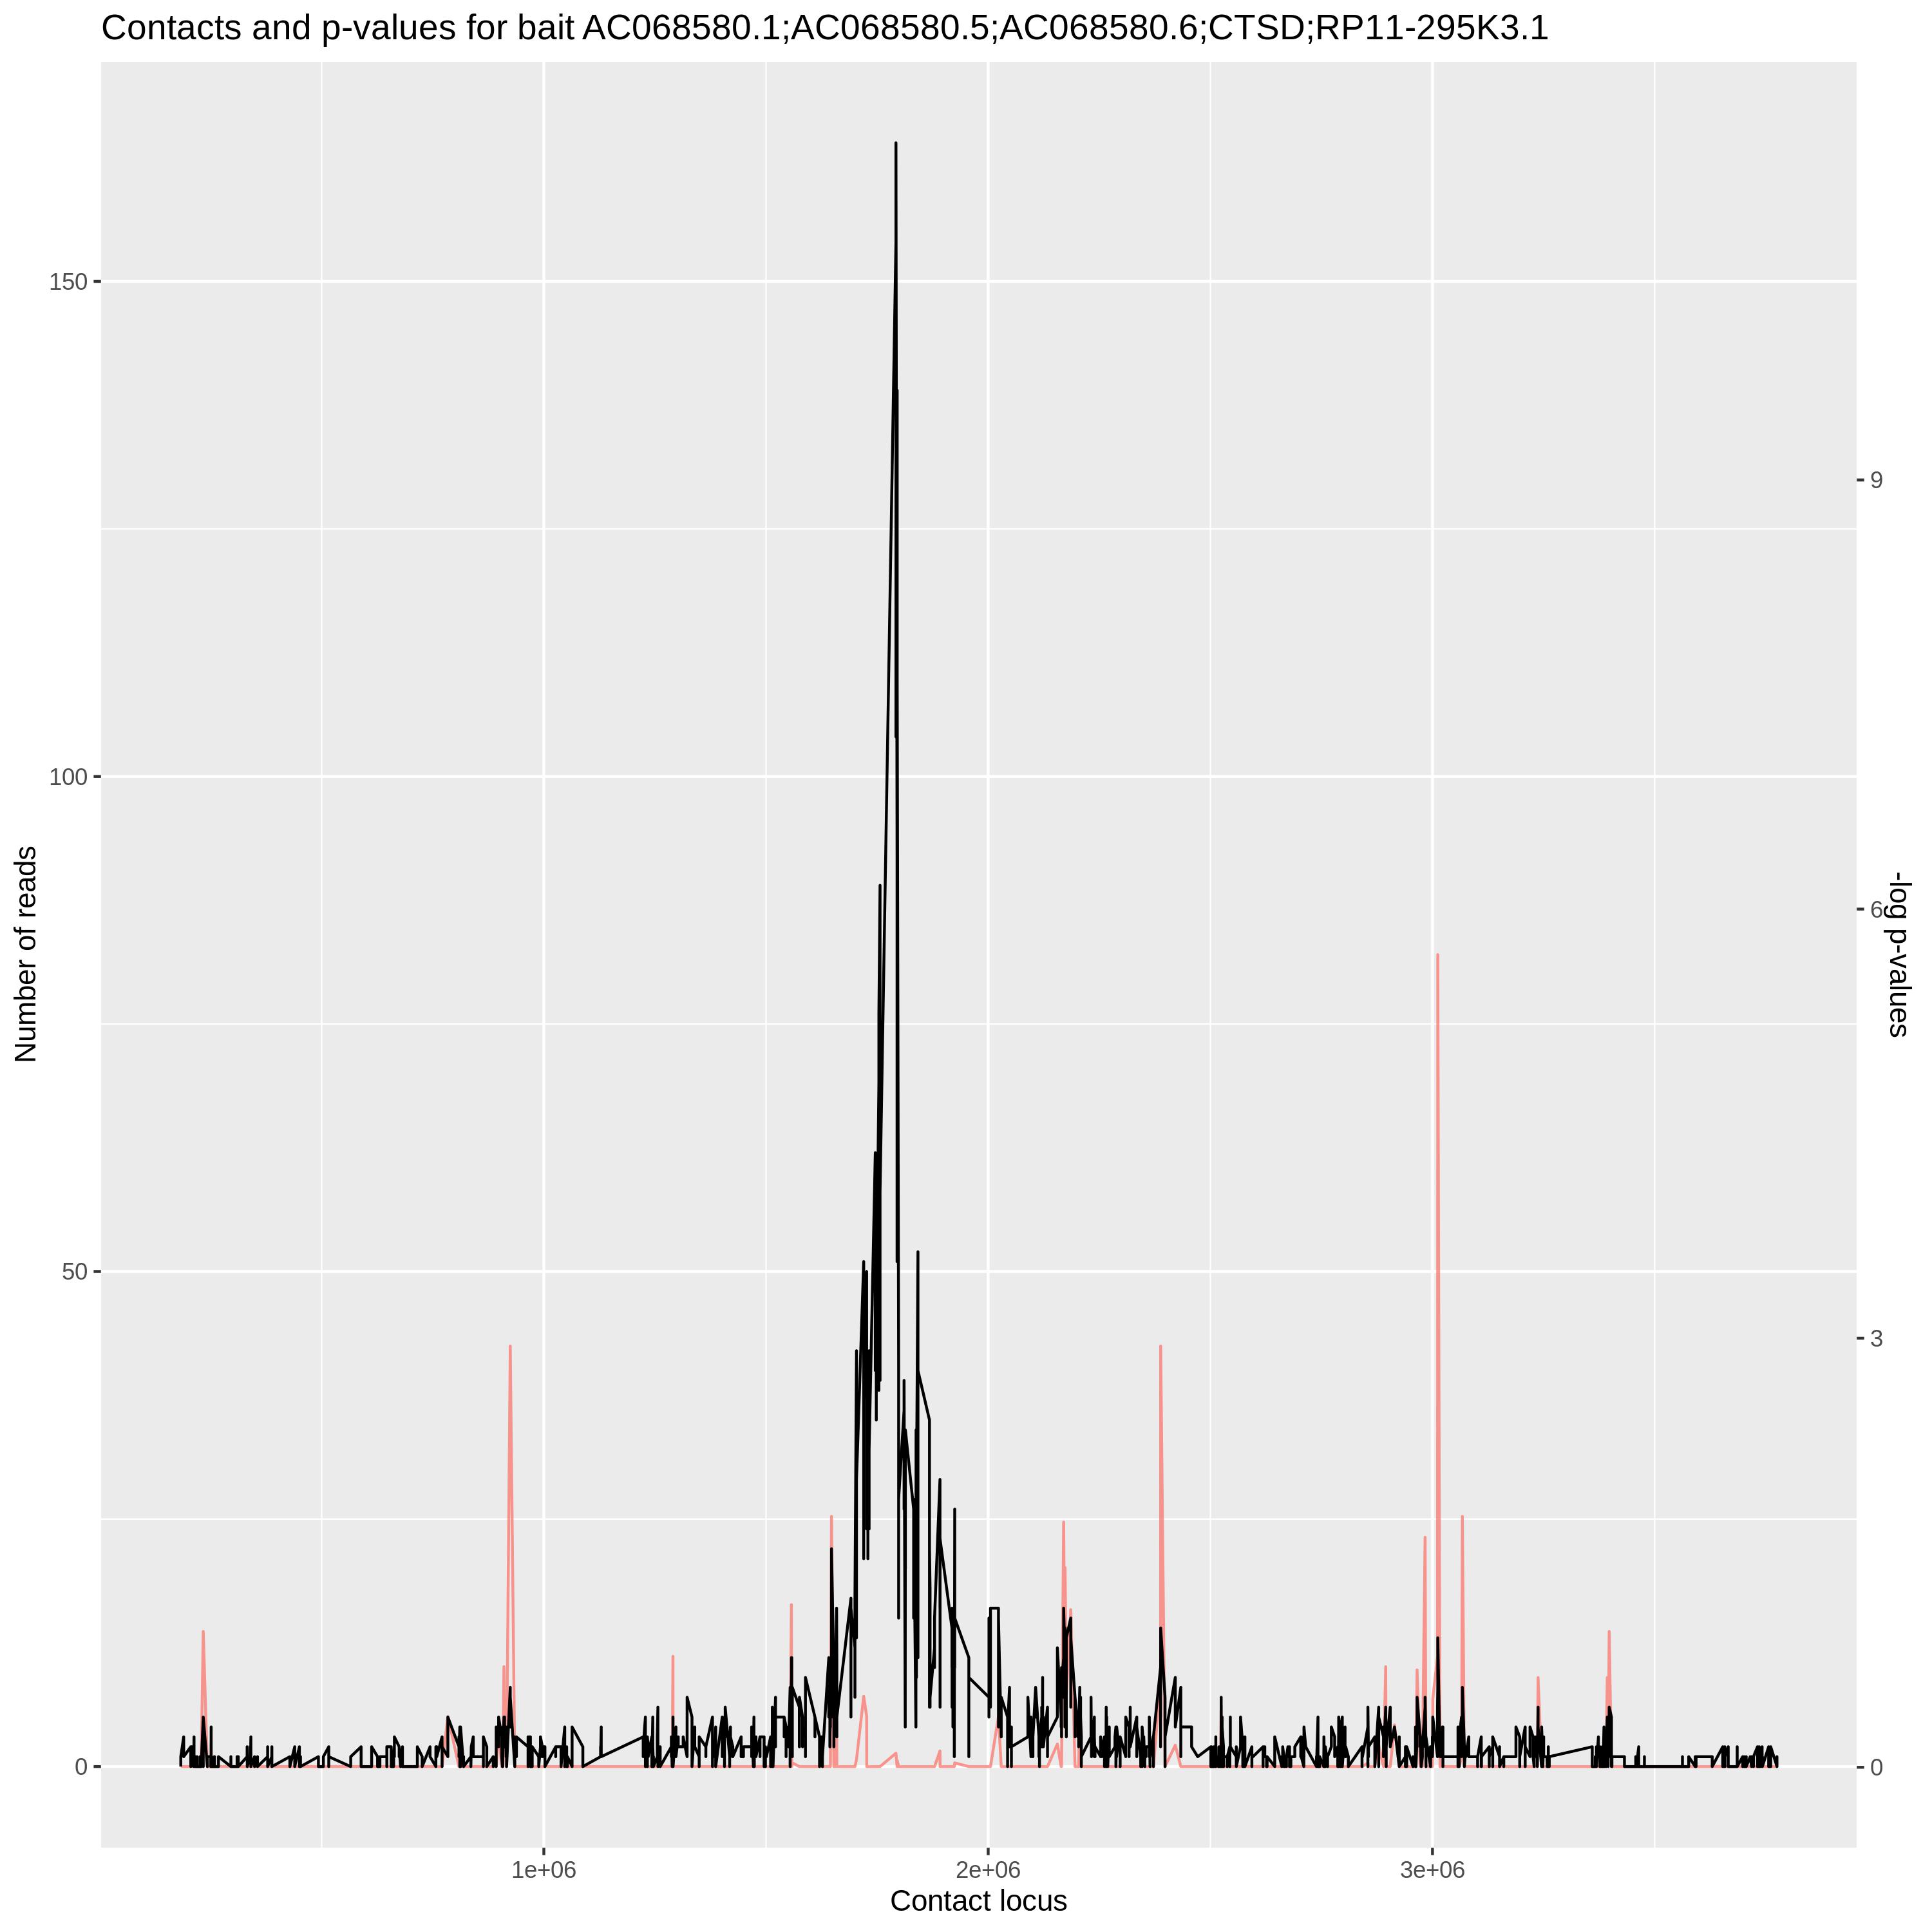 Contacts and p-values for bait AC068580.1;AC068580.5;AC068580.6;CTSD;RP11-295K3.1
150
100
50
0
Number of reads
9
6
3
0
-log p-values
1e+06
2e+06
3e+06
Contact locus